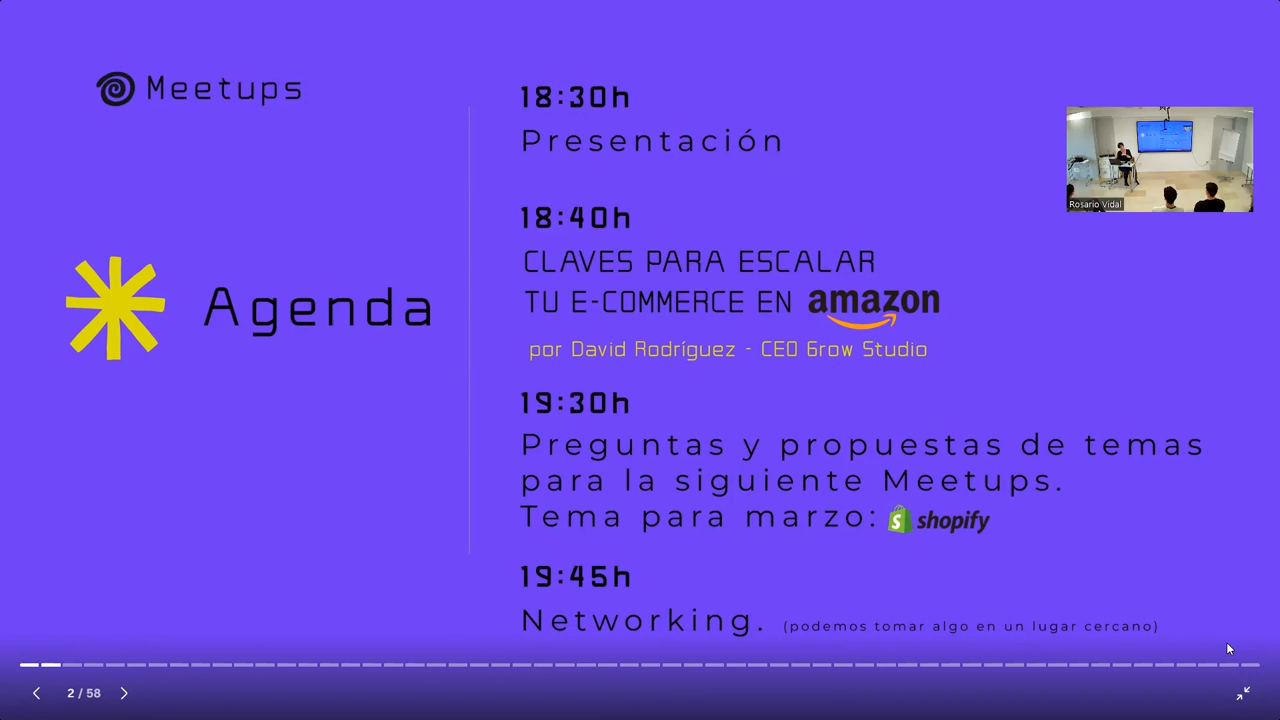 Meetups
Agenda
18:30h
Presentación
18:40h
CLAVES PARA ESCALAR
TU E-COMMERCE EN amazon
por David Rodríguez - CEO Grow Studio
19:30h
Preguntas y propuestas de temas
para la siguiente Meetups.
Tema para marzo: shopify
19:45h
Networking. (podemos tomar algo en un lugar cercano)
Rosario Vidal
2 / 58